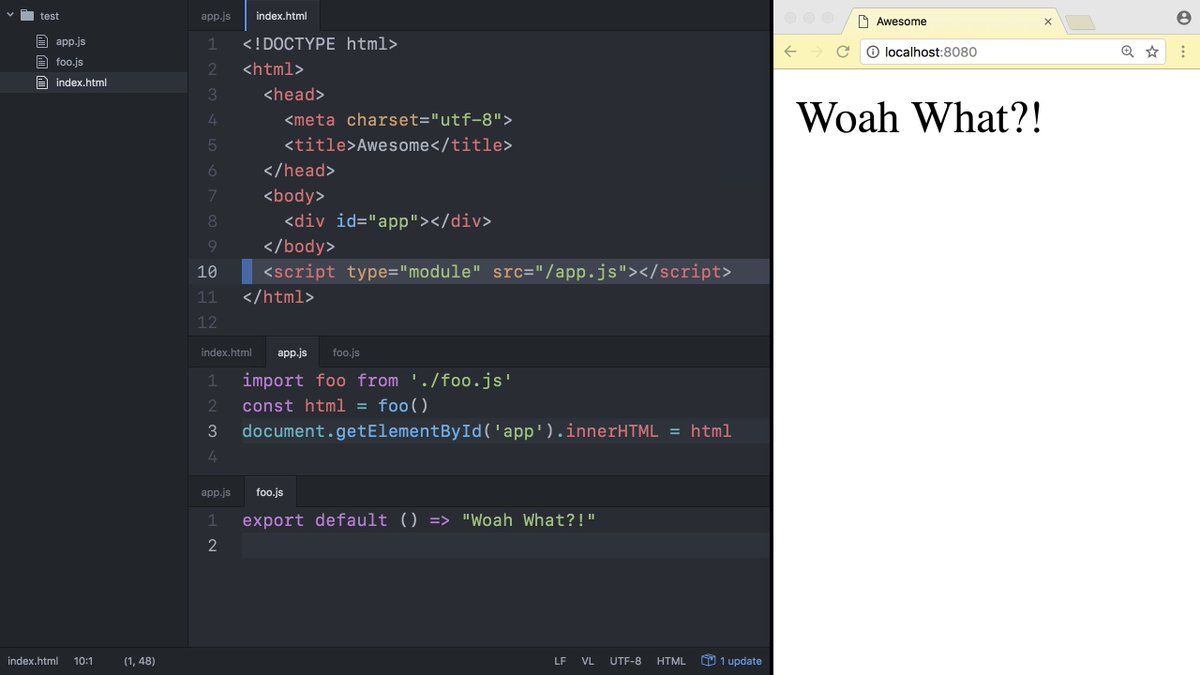 test
app.js
foo.js
index.html
app.js index.html
1 <!DOCTYPE html>
2 <html>
3 <head>
4 <meta charset="utf-8">
5 <title>Awesome</title>
6 </head>
7 <body>
8 <div id="app"></div>
9 </body>
10 <script type="module" src="/app.js"></script>
11 </html>
12
index.html app.js foo.js
1 import foo from './foo.js'
2 const html = foo()
3 document.getElementById('app').innerHTML = html
4
app.js foo.js
1 export default () => "Woah What?!"
2
index.html 10:1 (1, 48) LF VL UTF-8 HTML 1 update
Awesome
localhost:8080
Woah What?!